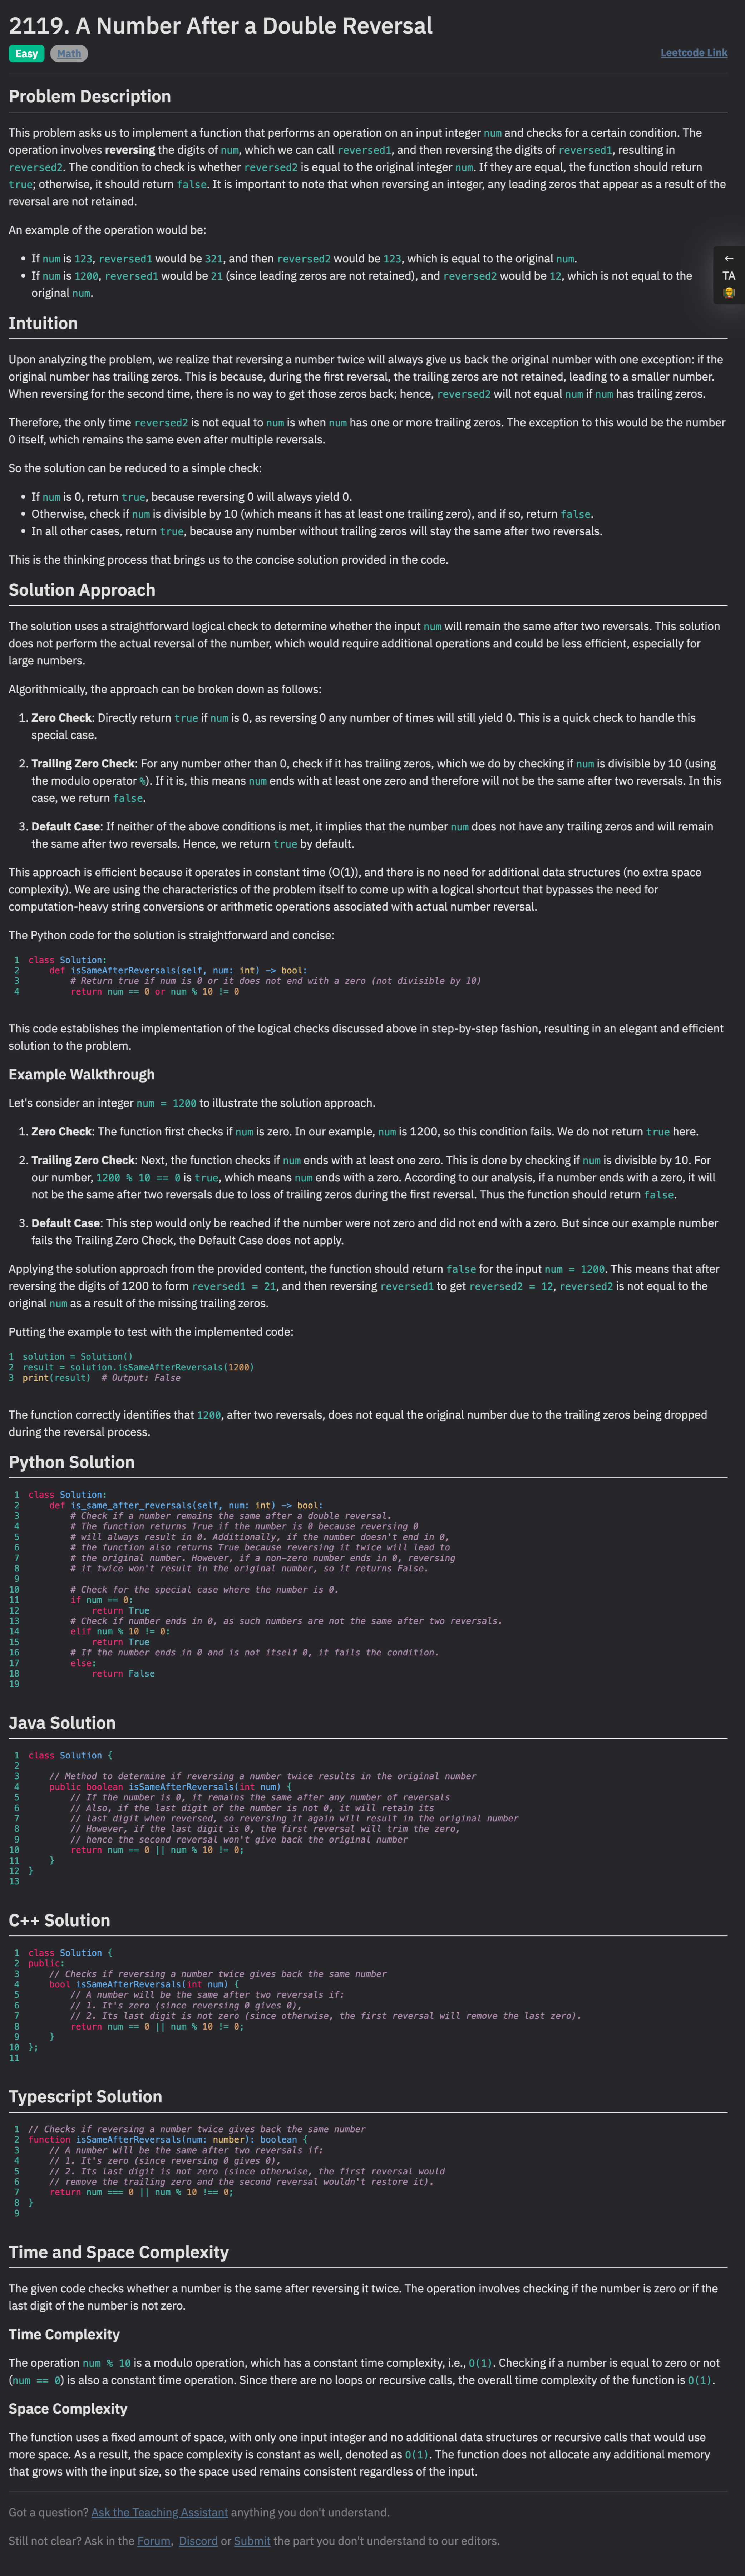 2119. A Number After a Double Reversal
Easy Math Leetcode Link
Problem Description
This problem asks us to implement a function that performs an operation on an input integer num and checks for a certain condition. The
operation involves reversing the digits of num, which we can call reversed1, and then reversing the digits of reversed1, resulting in
reversed2. The condition to check is whether reversed2 is equal to the original integer num. If they are equal, the function should return
true; otherwise, it should return false. It is important to note that when reversing an integer, any leading zeros that appear as a result of the
reversal are not retained.
An example of the operation would be:
• If num is 123, reversed1 would be 321, and then reversed2 would be 123, which is equal to the original num.
• If num is 1200, reversed1 would be 21 (since leading zeros are not retained), and reversed2 would be 12, which is not equal to the
original num.
←
TA
Intuition
Upon analyzing the problem, we realize that reversing a number twice will always give us back the original number with one exception: if the
original number has trailing zeros. This is because, during the first reversal, the trailing zeros are not retained, leading to a smaller number.
When reversing for the second time, there is no way to get those zeros back; hence, reversed2 will not equal num if num has trailing zeros.
Therefore, the only time reversed2 is not equal to num is when num has one or more trailing zeros. The exception to this would be the number
0 itself, which remains the same even after multiple reversals.
So the solution can be reduced to a simple check:
• If num is 0, return true, because reversing 0 will always yield 0.
• Otherwise, check if num is divisible by 10 (which means it has at least one trailing zero), and if so, return false.
• In all other cases, return true, because any number without trailing zeros will stay the same after two reversals.
This is the thinking process that brings us to the concise solution provided in the code.
Solution Approach
The solution uses a straightforward logical check to determine whether the input num will remain the same after two reversals. This solution
does not perform the actual reversal of the number, which would require additional operations and could be less efficient, especially for
large numbers.
Algorithmically, the approach can be broken down as follows:
1. Zero Check: Directly return true if num is 0, as reversing 0 any number of times will still yield 0. This is a quick check to handle this
special case.
2. Trailing Zero Check: For any number other than 0, check if it has trailing zeros, which we do by checking if num is divisible by 10 (using
the modulo operator %). If it is, this means num ends with at least one zero and therefore will not be the same after two reversals. In this
case, we return false.
3. Default Case: If neither of the above conditions is met, it implies that the number num does not have any trailing zeros and will remain
the same after two reversals. Hence, we return true by default.
This approach is efficient because it operates in constant time (O(1)), and there is no need for additional data structures (no extra space
complexity). We are using the characteristics of the problem itself to come up with a logical shortcut that bypasses the need for
computation-heavy string conversions or arithmetic operations associated with actual number reversal.
The Python code for the solution is straightforward and concise:
1 class Solution:
2     def isSameAfterReversals(self, num: int) -> bool:
3         # Return true if num is 0 or it does not end with a zero (not divisible by 10)
4         return num == 0 or num % 10 != 0
This code establishes the implementation of the logical checks discussed above in step-by-step fashion, resulting in an elegant and efficient
solution to the problem.
Example Walkthrough
Let's consider an integer num = 1200 to illustrate the solution approach.
1. Zero Check: The function first checks if num is zero. In our example, num is 1200, so this condition fails. We do not return true here.
2. Trailing Zero Check: Next, the function checks if num ends with at least one zero. This is done by checking if num is divisible by 10. For
our number, 1200 % 10 == 0 is true, which means num ends with a zero. According to our analysis, if a number ends with a zero, it will
not be the same after two reversals due to loss of trailing zeros during the first reversal. Thus the function should return false.
3. Default Case: This step would only be reached if the number were not zero and did not end with a zero. But since our example number
fails the Trailing Zero Check, the Default Case does not apply.
Applying the solution approach from the provided content, the function should return false for the input num = 1200. This means that after
reversing the digits of 1200 to form reversed1 = 21, and then reversing reversed1 to get reversed2 = 12, reversed2 is not equal to the
original num as a result of the missing trailing zeros.
Putting the example to test with the implemented code:
1 solution = Solution()
2 result = solution.isSameAfterReversals(1200)
3 print(result)  # Output: False
The function correctly identifies that 1200, after two reversals, does not equal the original number due to the trailing zeros being dropped
during the reversal process.
Python Solution
1 class Solution:
2     def is_same_after_reversals(self, num: int) -> bool:
3         # Check if a number remains the same after a double reversal.
4         # The function returns True if the number is 0 because reversing 0
5         # will always result in 0. Additionally, if the number doesn't end in 0,
6         # the function also returns True because reversing it twice will lead to
7         # the original number. However, if a non-zero number ends in 0, reversing
8         # it twice won't result in the original number, so it returns False.
9
10         # Check for the special case where the number is 0.
11         if num == 0:
12             return True
13         # Check if number ends in 0, as such numbers are not the same after two reversals.
14         elif num % 10 != 0:
15             return True
16         # If the number ends in 0 and is not itself 0, it fails the condition.
17         else:
18             return False
19
Java Solution
1 class Solution {
2
3     // Method to determine if reversing a number twice results in the original number
4     public boolean isSameAfterReversals(int num) {
5         // If the number is 0, it remains the same after any number of reversals
6         // Also, if the last digit of the number is not 0, it will retain its
7         // last digit when reversed, so reversing it again will result in the original number
8         // However, if the last digit is 0, the first reversal will trim the zero,
9         // hence the second reversal won't give back the original number
10         return num == 0 || num % 10 != 0;
11     }
12 }
13
C++ Solution
1 class Solution {
2 public:
3     // Checks if reversing a number twice gives back the same number
4     bool isSameAfterReversals(int num) {
5         // A number will be the same after two reversals if:
6         // 1. It's zero (since reversing 0 gives 0),
7         // 2. Its last digit is not zero (since otherwise, the first reversal will remove the last zero).
8         return num == 0 || num % 10 != 0;
9     }
10 };
11
Typescript Solution
1 // Checks if reversing a number twice gives back the same number
2 function isSameAfterReversals(num: number): boolean {
3     // A number will be the same after two reversals if:
4     // 1. It's zero (since reversing 0 gives 0),
5     // 2. Its last digit is not zero (since otherwise, the first reversal would
6     // remove the trailing zero and the second reversal wouldn't restore it).
7     return num === 0 || num % 10 !== 0;
8 }
9
Time and Space Complexity
The given code checks whether a number is the same after reversing it twice. The operation involves checking if the number is zero or if the
last digit of the number is not zero.
Time Complexity
The operation num % 10 is a modulo operation, which has a constant time complexity, i.e., O(1). Checking if a number is equal to zero or not
(num == 0) is also a constant time operation. Since there are no loops or recursive calls, the overall time complexity of the function is O(1).
Space Complexity
The function uses a fixed amount of space, with only one input integer and no additional data structures or recursive calls that would use
more space. As a result, the space complexity is constant as well, denoted as O(1). The function does not allocate any additional memory
that grows with the input size, so the space used remains consistent regardless of the input.
Got a question? Ask the Teaching Assistant anything you don't understand.
Still not clear? Ask in the Forum, Discord or Submit the part you don't understand to our editors.